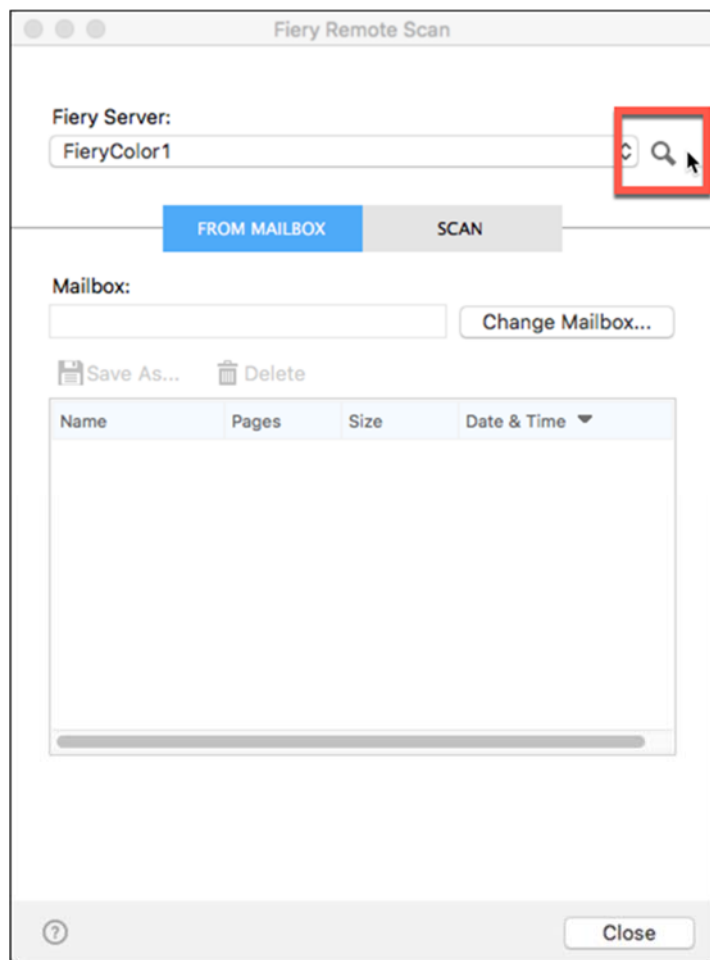 Fiery Remote Scan
Fiery Server:
FieryColor1
FROM MAILBOX SCAN
Mailbox:
Change Mailbox...
Save As... Delete
Name Pages Size Date & Time
?
Close